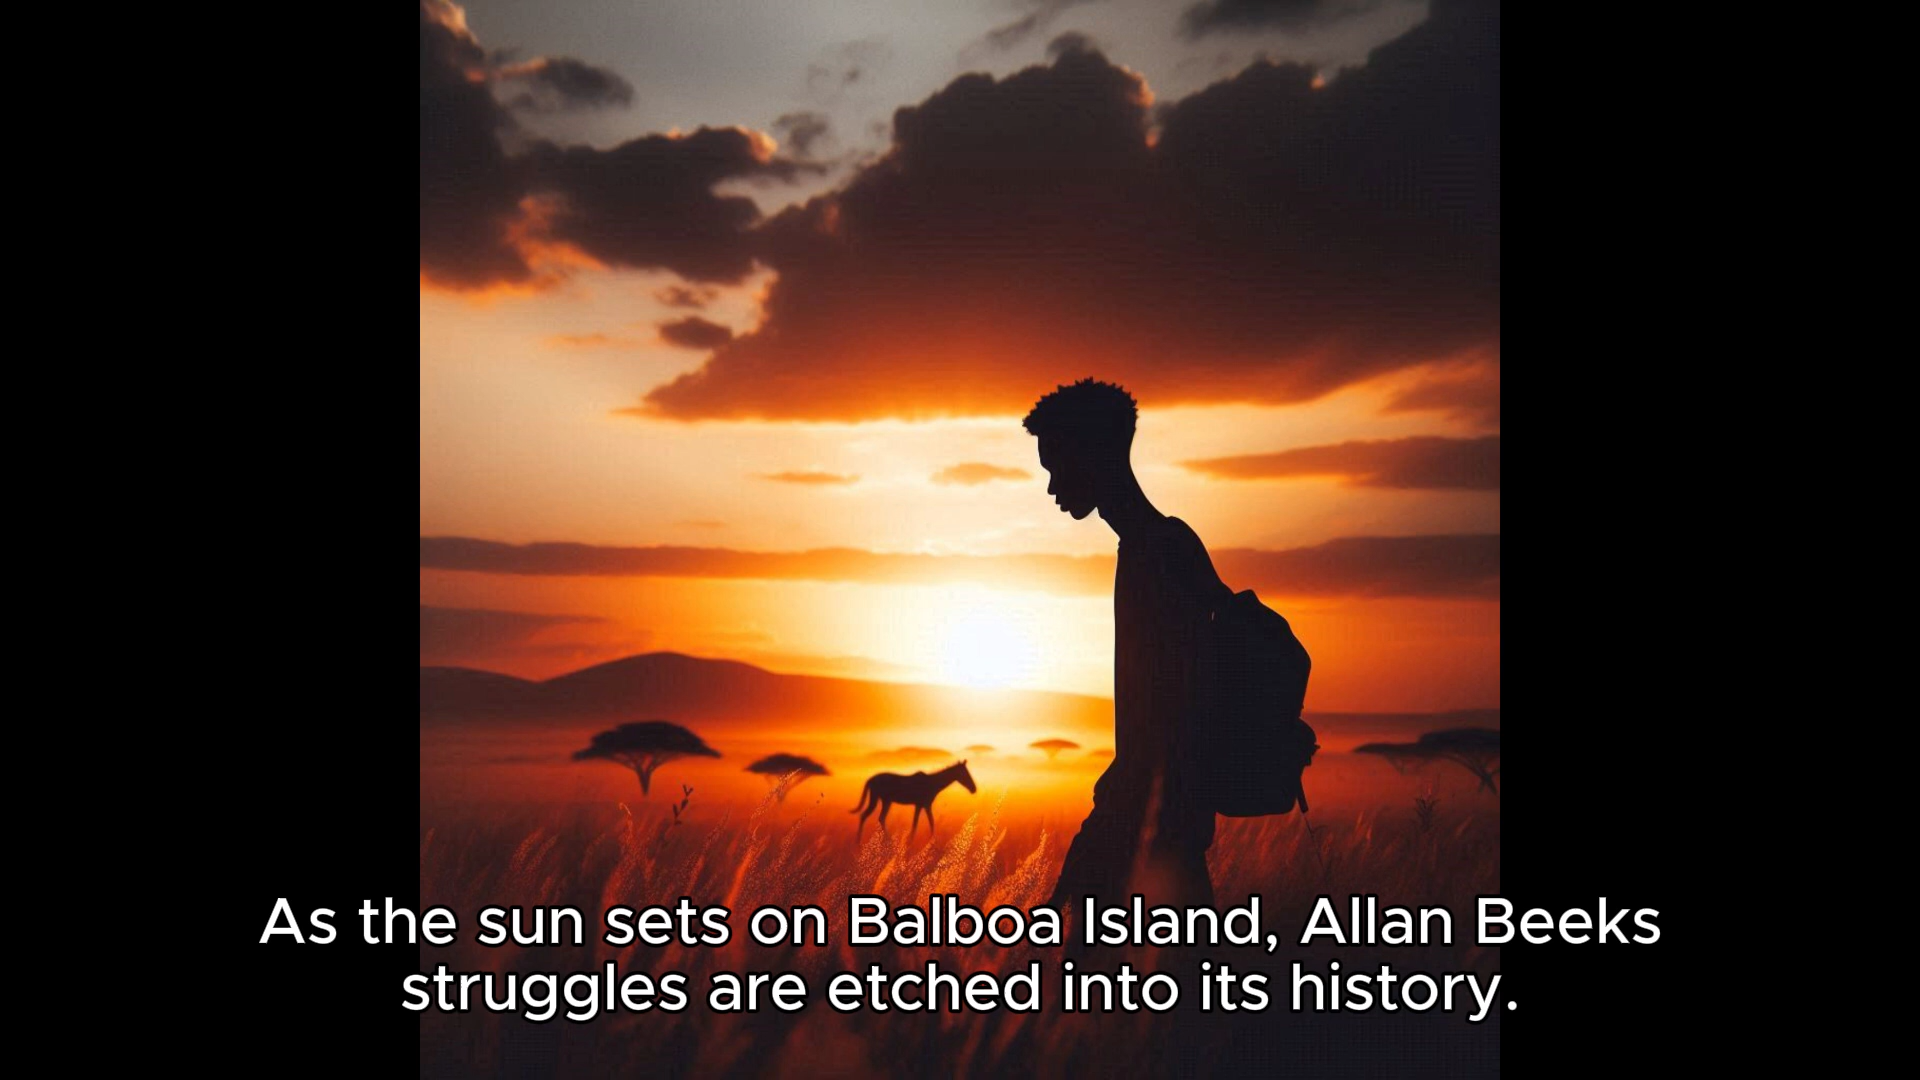 As the sun sets on Balboa Island, Allan Beeks
struggles are etched into its history.